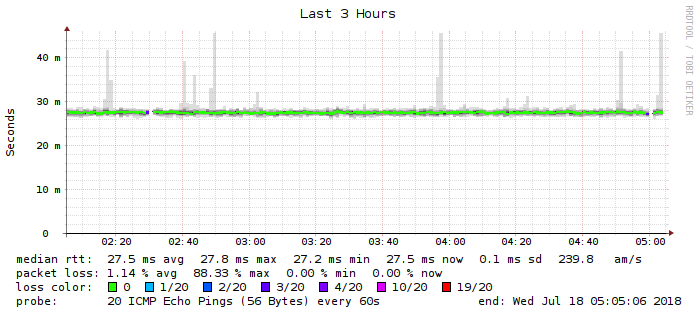 Last 3 Hours
RRDTOOL / TOBI OETIKER
Seconds
40 m
30 m
20 m
10 m
0
02:20 02:40 03:00 03:20 03:40 04:00 04:20 04:40 05:00
median rtt: 27.5 ms avg 27.8 ms max 27.2 ms min 27.5 ms now 0.1 ms sd 239.8 am/s
packet loss: 1.14 % avg 88.33 % max 0.00 % min 0.00 % now
loss color: 0 1/20 2/20 3/20 4/20 10/20 19/20
probe: 20 ICMP Echo Pings (56 Bytes) every 60s end: Wed Jul 18 05:05:06 2018